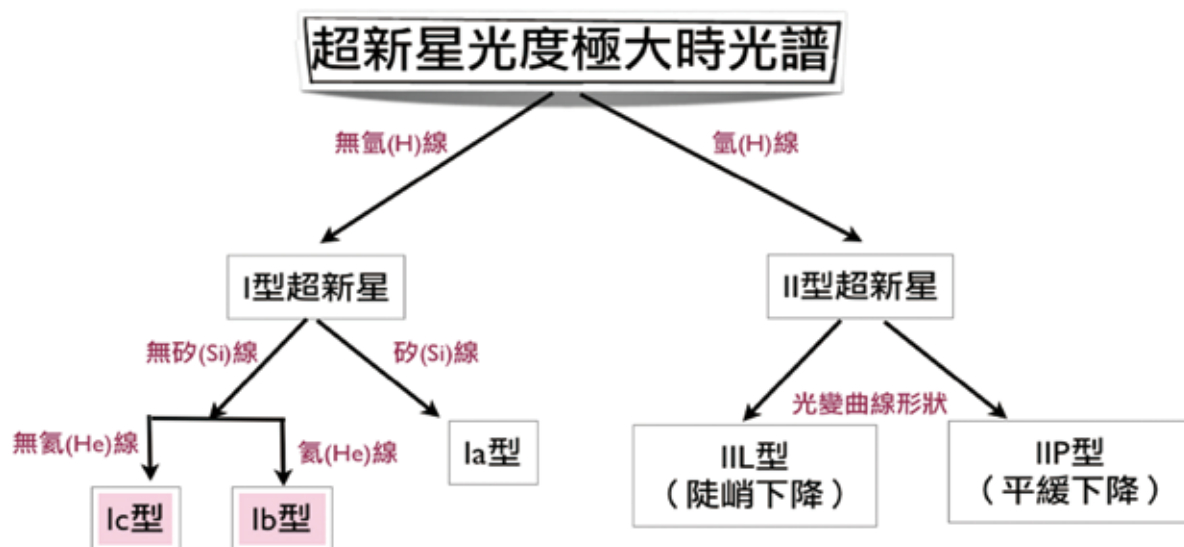 超新星光度極大時光譜
無氫(H)線
氫(H)線
I型超新星
II型超新星
無矽(Si)線
矽(Si)線
光變曲線形狀
無氦(He)線
氦(He)線
Ia型
IIL型
（陡峭下降）
IIP型
（平緩下降）
Ic型
Ib型